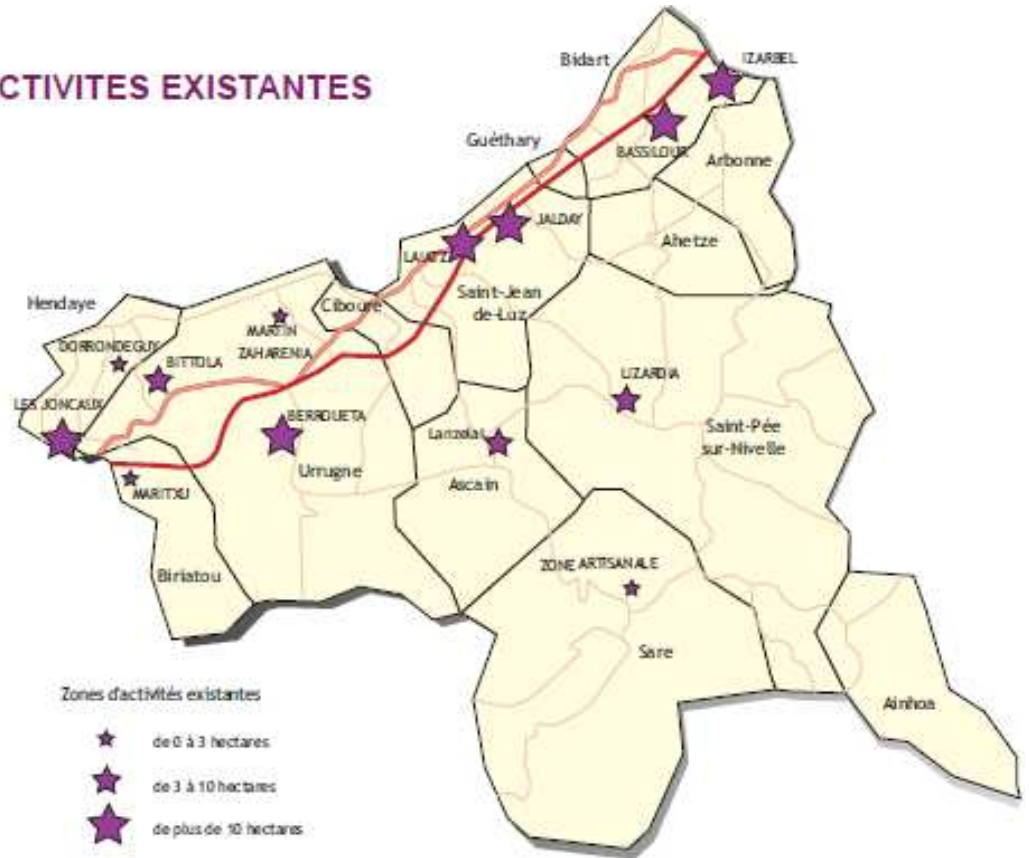 CTIVITES EXISTANTES
Bidart
IZARBEL
Guéthary
BASSILOUR
Arbonne
JALDAY
Ahetze
Saint-Jean
de-Luz
Hendaye
Ciboure
MARTIN
ZAHARENIA
DORRONDEGUY
BITTOLA
LIZARDIA
LES JONCAUX
BERROUETA
Saint-Pée
sur-Nivelle
Lanzelai
Urrugne
Ascain
MARITXU
ZONE ARTISANALE
Biriatou
Sare
Ainhoa
Zones d'activités existantes
de 0 à 3 hectares
de 3 à 10 hectares
de plus de 10 hectares